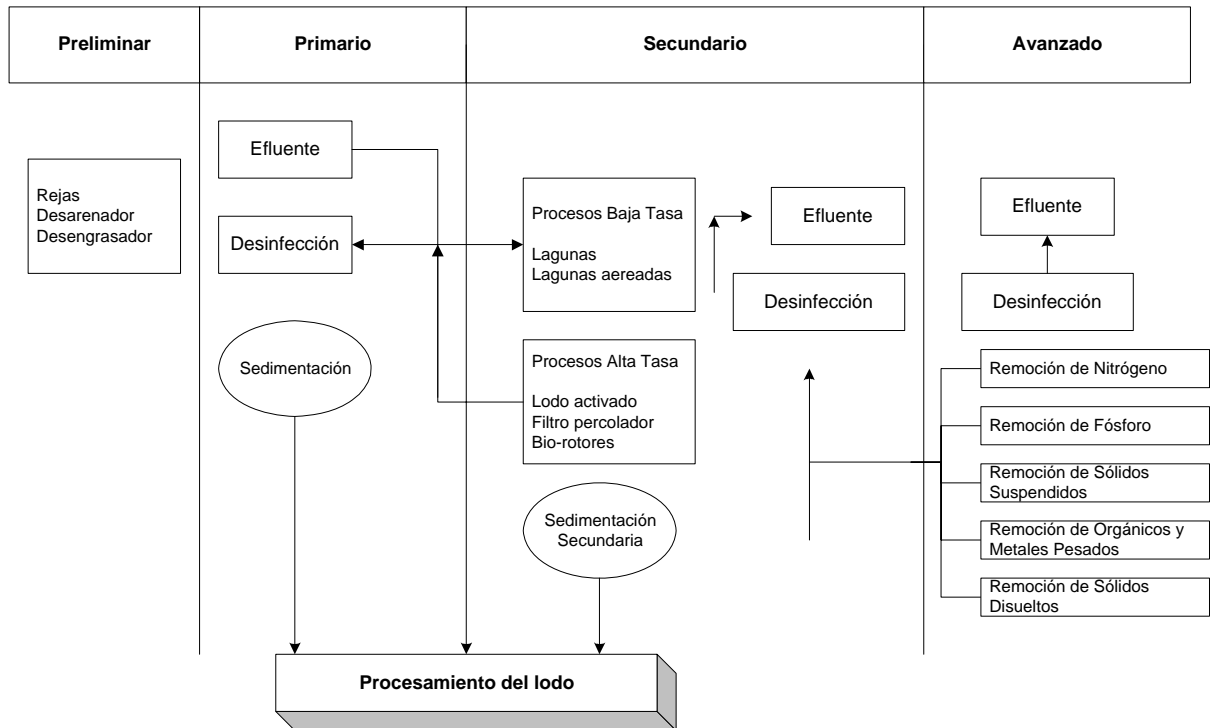 Preliminar
Primario
Secundario
Avanzado
Rejas
Desarenador
Desengrasador
Efluente
Desinfección
Sedimentación
Procesos Baja Tasa
Lagunas
Lagunas aereadas
Procesos Alta Tasa
Lodo activado
Filtro percolador
Bio-rotores
Sedimentación
Secundaria
Efluente
Desinfección
Efluente
Desinfección
Remoción de Nitrógeno
Remoción de Fósforo
Remoción de Sólidos
Suspendidos
Remoción de Orgánicos y
Metales Pesados
Remoción de Sólidos
Disueltos
Procesamiento del lodo